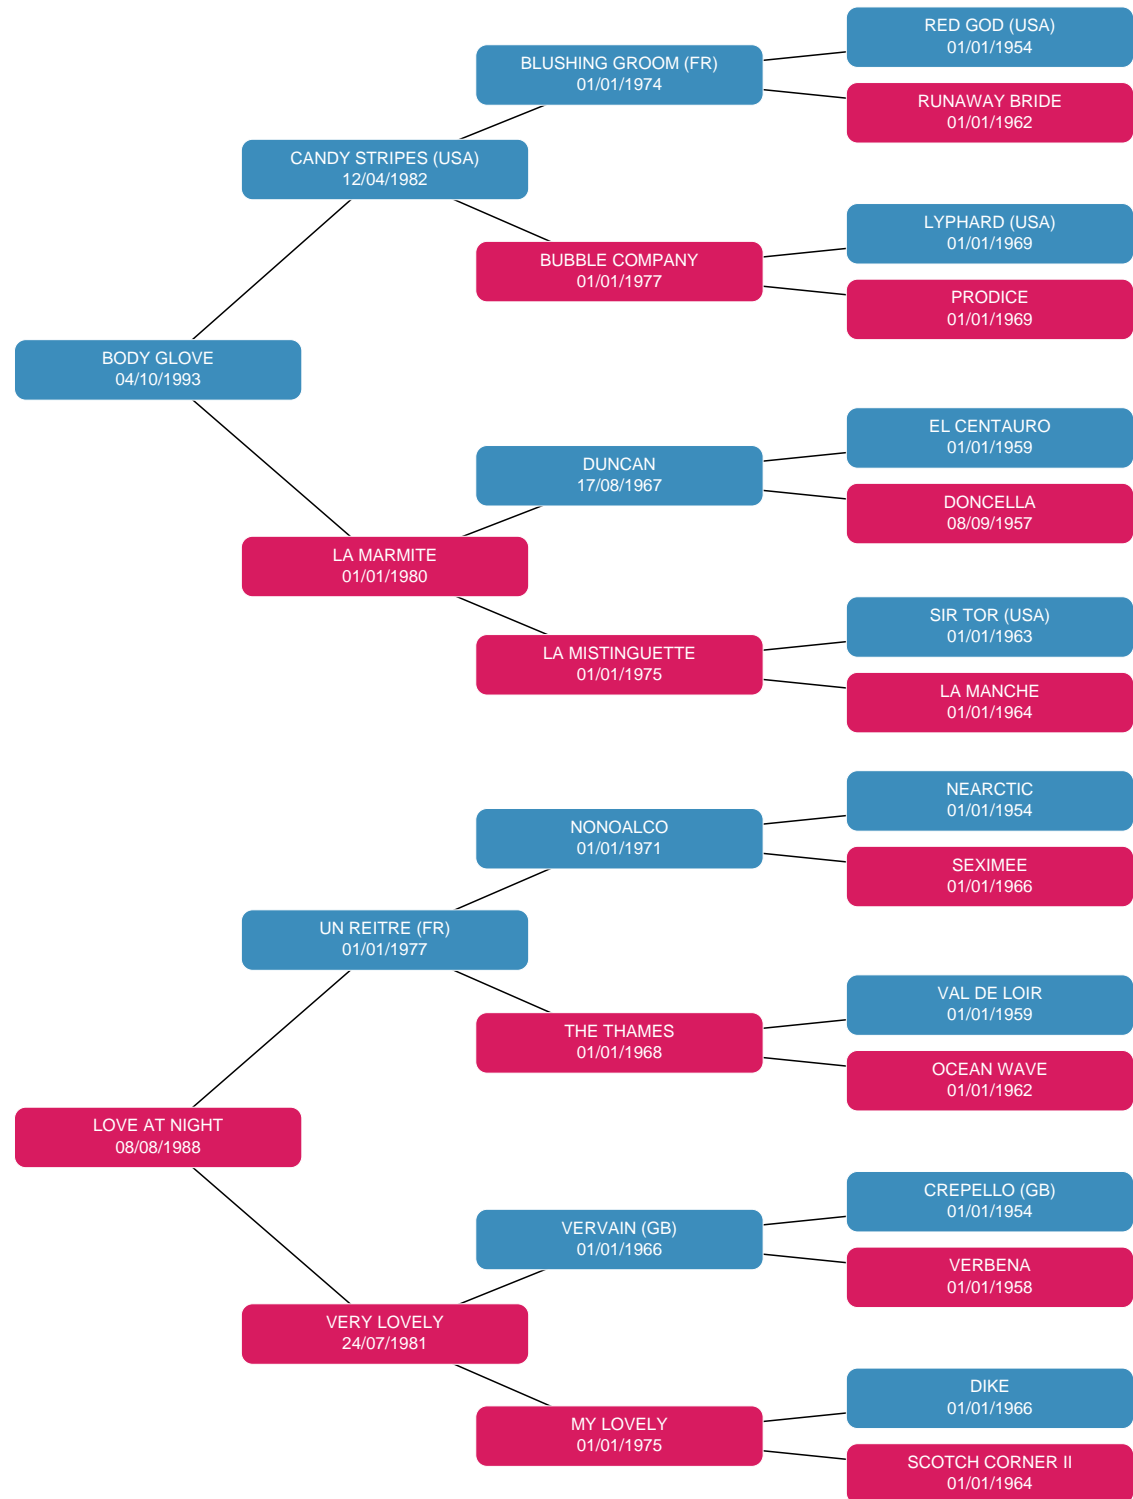 RED GOD (USA)
01/01/1954
BLUSHING GROOM (FR)
01/01/1974
RUNAWAY BRIDE
01/01/1962
CANDY STRIPES (USA)
12/04/1982
LYPHARD (USA)
01/01/1969
BUBBLE COMPANY
01/01/1977
PRODICE
01/01/1969
BODY GLOVE
04/10/1993
EL CENTAURO
01/01/1959
DUNCAN
17/08/1967
DONCELLA
08/09/1957
LA MARMITE
01/01/1980
SIR TOR (USA)
01/01/1963
LA MISTINGUETTE
01/01/1975
LA MANCHE
01/01/1964
NEARCTIC
01/01/1954
NONOALCO
01/01/1971
SEXIMEE
01/01/1966
UN REITRE (FR)
01/01/1977
VAL DE LOIR
01/01/1959
THE THAMES
01/01/1968
OCEAN WAVE
01/01/1962
LOVE AT NIGHT
08/08/1988
CREPELLO (GB)
01/01/1954
VERVAIN (GB)
01/01/1966
VERBENA
01/01/1958
VERY LOVELY
24/07/1981
DIKE
01/01/1966
MY LOVELY
01/01/1975
SCOTCH CORNER II
01/01/1964